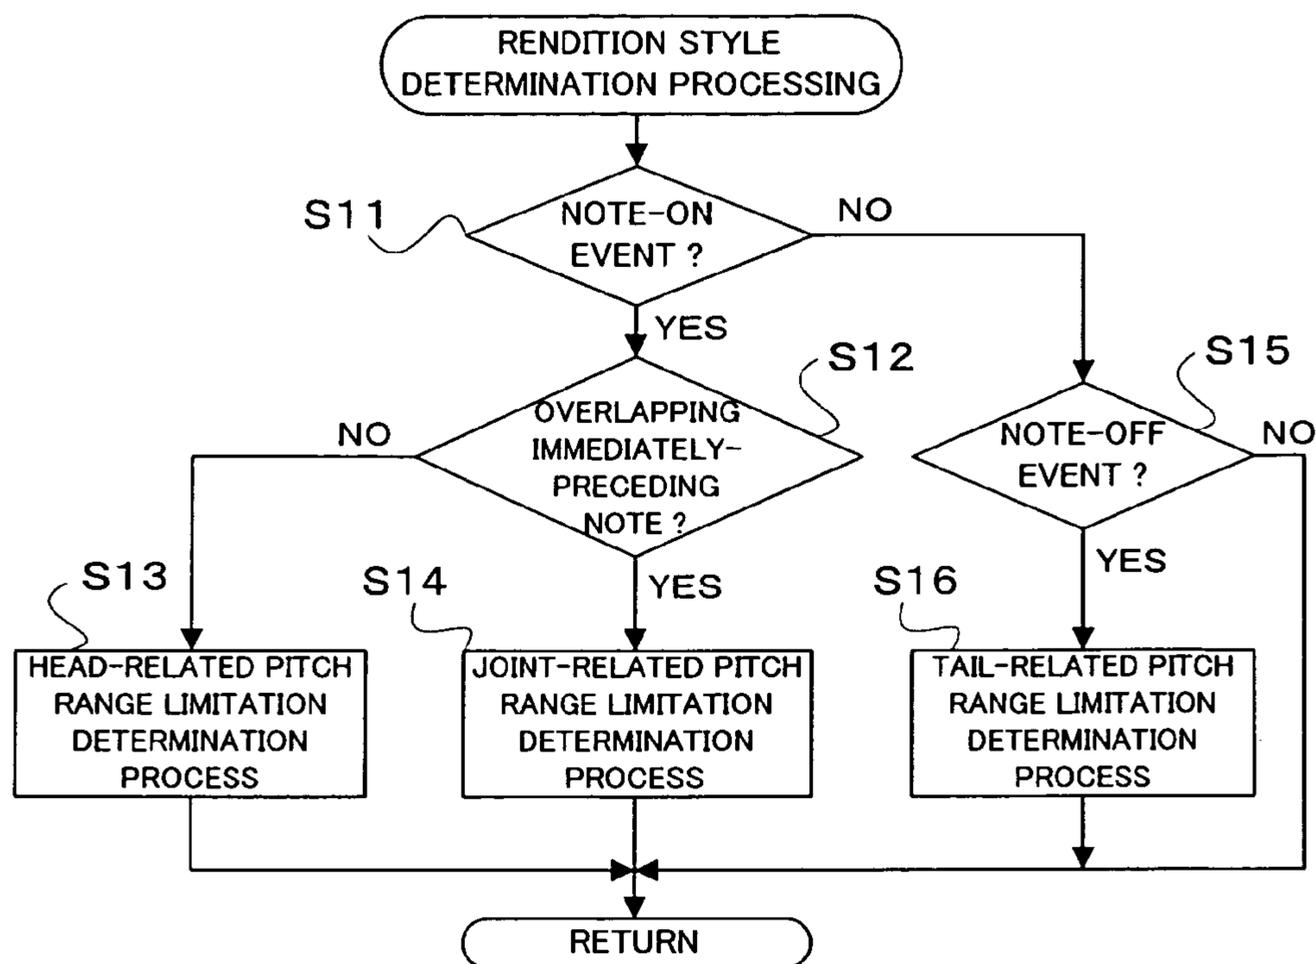 RENDITION STYLE
DETERMINATION PROCESSING
S11
NOTE-ON
EVENT ?
NO
YES
S12
OVERLAPPING
IMMEDIATELY-
PRECEDING
NOTE ?
NO
YES
S15
NOTE-OFF
EVENT ?
NO
YES
S13
HEAD-RELATED PITCH
RANGE LIMITATION
DETERMINATION
PROCESS
S14
JOINT-RELATED PITCH
RANGE LIMITATION
DETERMINATION
PROCESS
S16
TAIL-RELATED PITCH
RANGE LIMITATION
DETERMINATION
PROCESS
RETURN